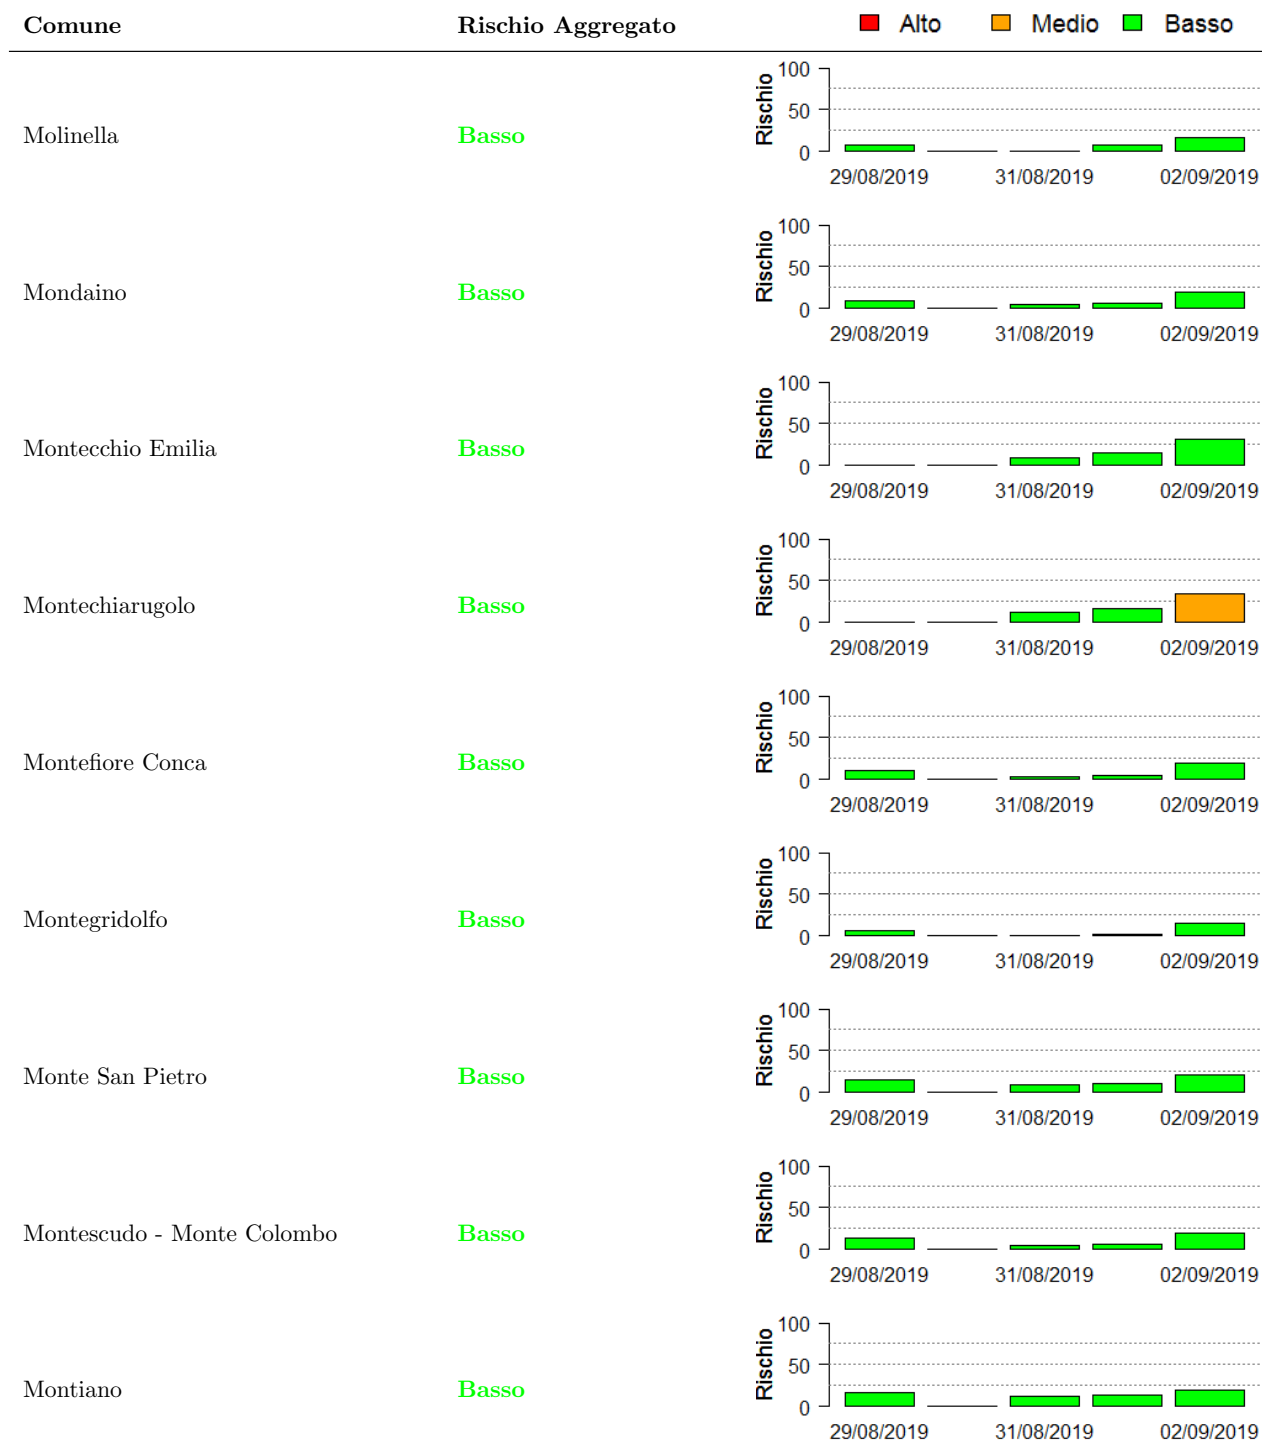 Comune Rischio Aggregato Alto Medio Basso
Molinella Basso
Rischio
100
50
0
29/08/2019 31/08/2019 02/09/2019
Mondaino Basso
Rischio
100
50
0
29/08/2019 31/08/2019 02/09/2019
Montecchio Emilia Basso
Rischio
100
50
0
29/08/2019 31/08/2019 02/09/2019
Montechiarugolo Basso
Rischio
100
50
0
29/08/2019 31/08/2019 02/09/2019
Montefiore Conca Basso
Rischio
100
50
0
29/08/2019 31/08/2019 02/09/2019
Montegridolfo Basso
Rischio
100
50
0
29/08/2019 31/08/2019 02/09/2019
Monte San Pietro Basso
Rischio
100
50
0
29/08/2019 31/08/2019 02/09/2019
Montescudo - Monte Colombo Basso
Rischio
100
50
0
29/08/2019 31/08/2019 02/09/2019
Montiano Basso
Rischio
100
50
0
29/08/2019 31/08/2019 02/09/2019